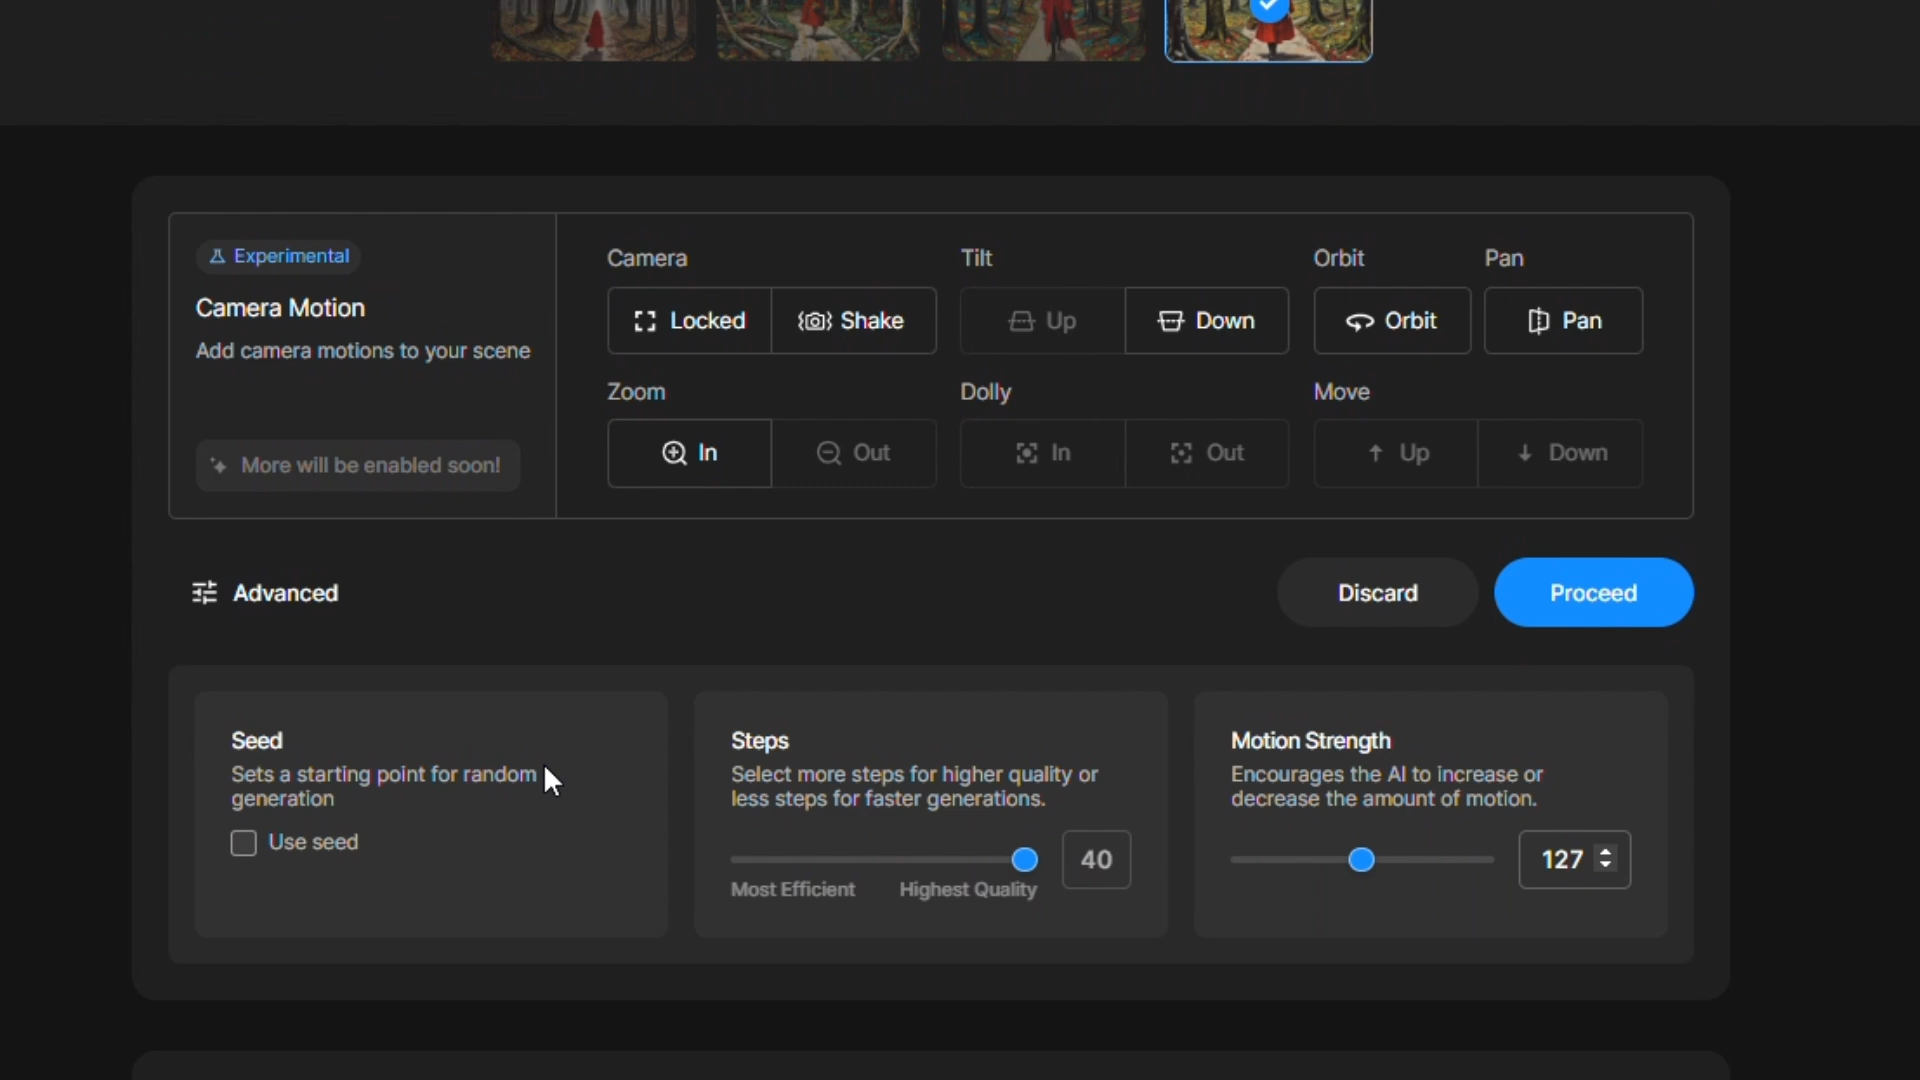 Experimental
Camera Motion
Add camera motions to your scene
More will be enabled soon!
Camera
Locked
Shake
Tilt
Up
Down
Orbit
Orbit
Pan
Pan
Zoom
In
Out
Dolly
In
Out
Move
Up
Down
Advanced
Discard
Proceed
Seed
Sets a starting point for random
generation
Use seed
Steps
Select more steps for higher quality or
less steps for faster generations.
40
Most Efficient
Highest Quality
Motion Strength
Encourages the AI to increase or
decrease the amount of motion.
127